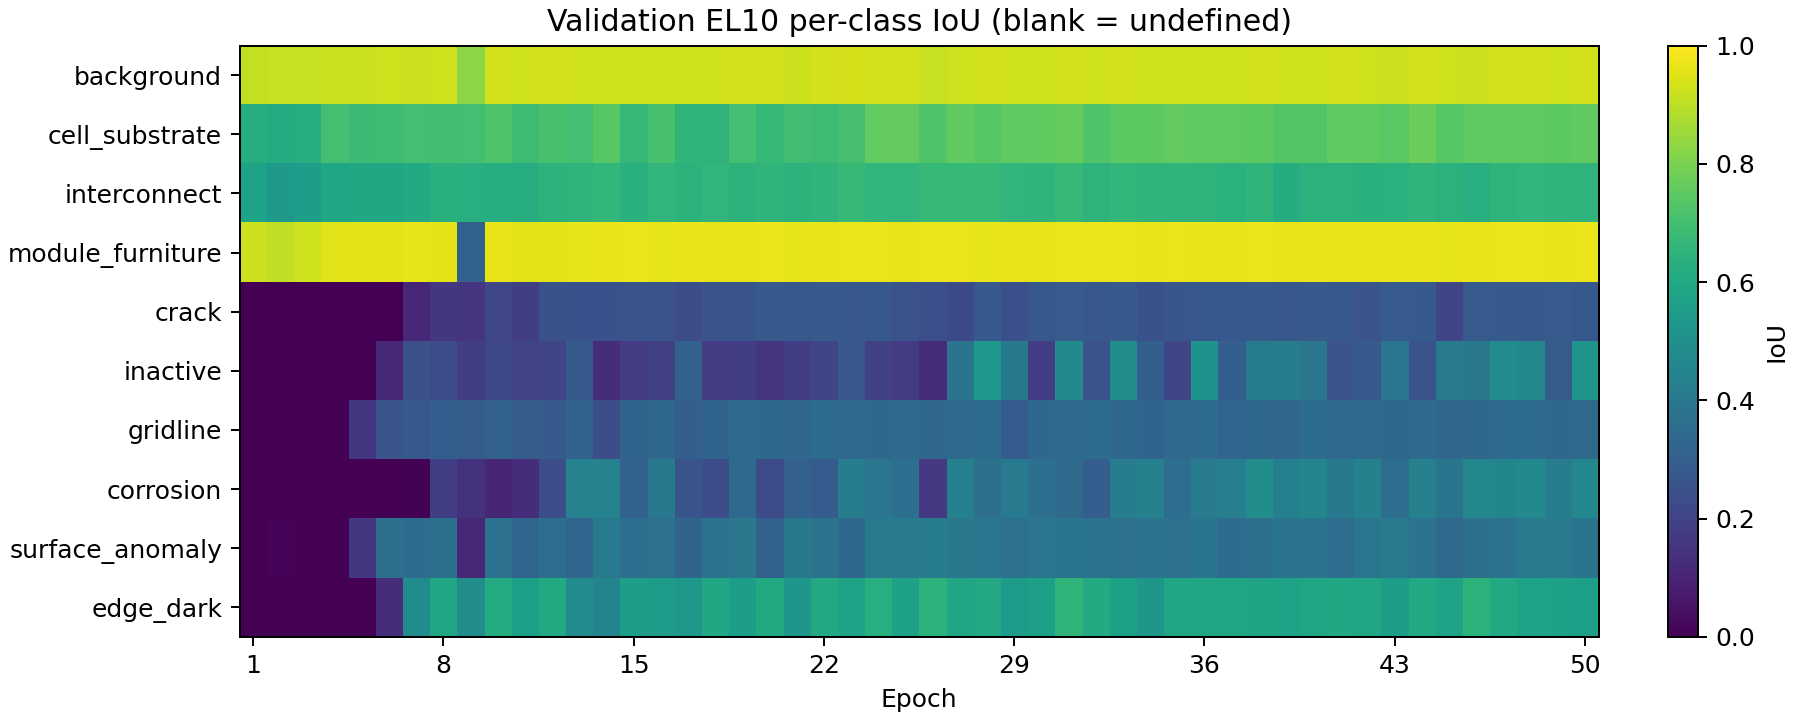 Validation EL10 per-class IoU (blank = undefined)
background
cell_substrate
interconnect
module_furniture
crack
inactive
gridline
corrosion
surface_anomaly
edge_dark
1 8 15 22 29 36 43 50
Epoch
1.0
0.8
0.6
0.4
0.2
0.0
IoU